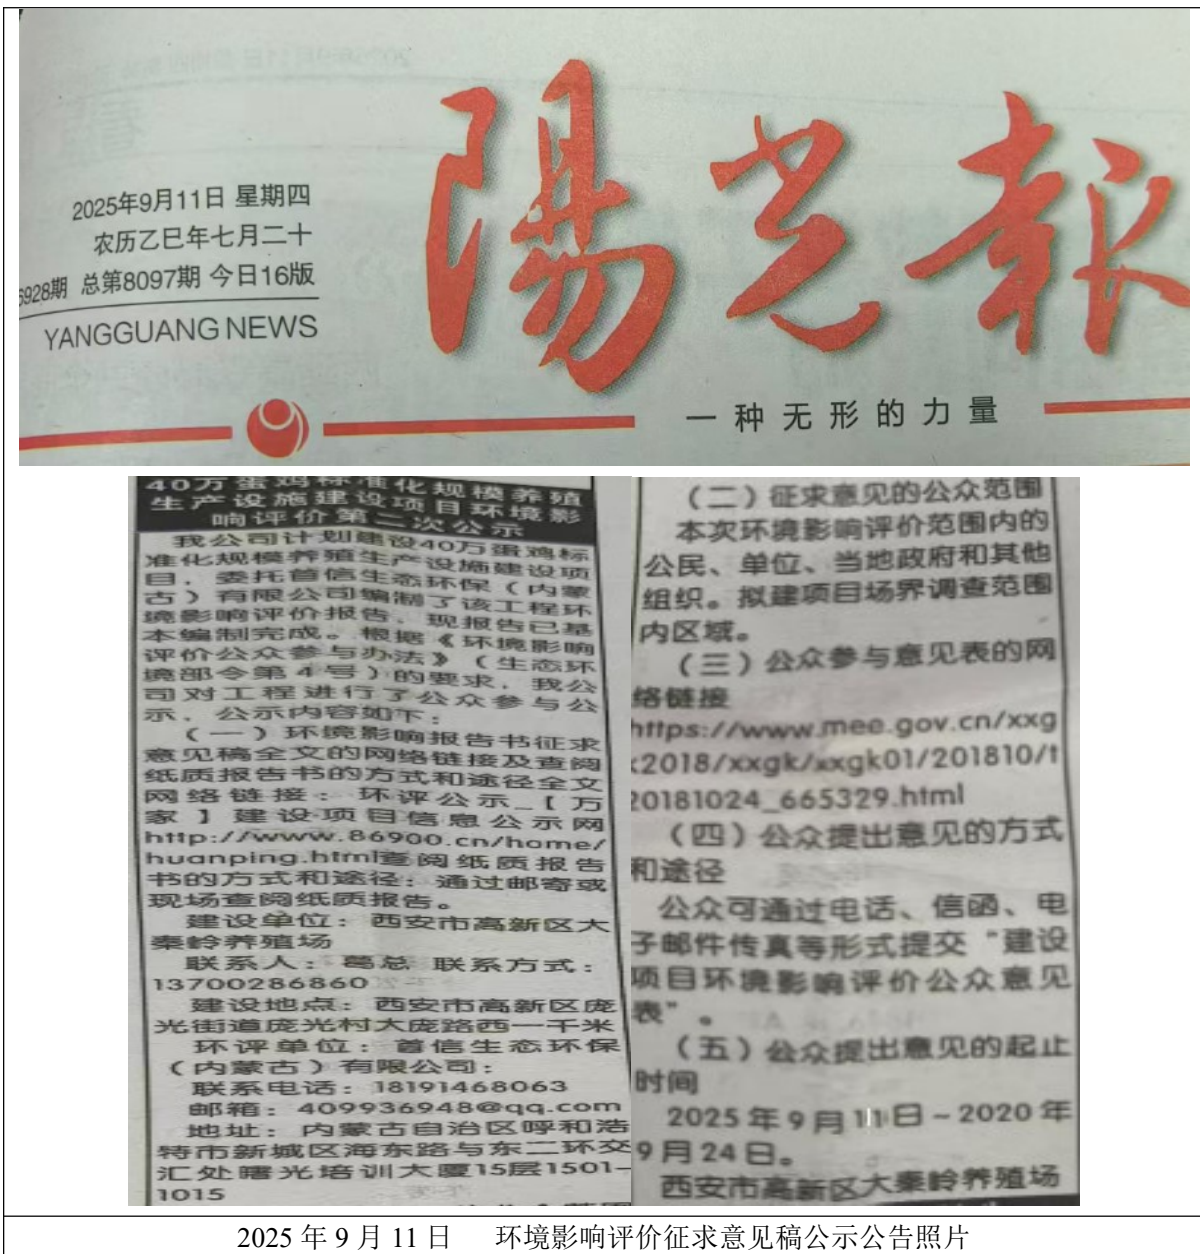 陽光報
2025年9月11日 星期四
农历乙巳年七月二十
6928期 总第8097期 今日16版
YANGGUANG NEWS
一种无形的力量
40万蛋鸡标准化规模养殖
生产设施建设项目环境影
响评价第二次公示
我公司计划建设40万蛋鸡标
准化规模养殖生产设施建设项
目，委托首信生态环保（内蒙
古）有限公司编制了该工程环
境影响评价报告，现报告已基
本编制完成。根据《环境影响
评价公众参与办法》（生态环
境部令第4号）的要求，我公
司对工程进行了公众参与公
示，公示内容如下：
（一）环境影响报告书征求
意见稿全文的网络链接及查阅
纸质报告书的方式和途径全文
网络链接：环评公示_【万
家】建设项目信息公示网
http://www.86900.cn/home/
huanping.html查阅纸质报告
书的方式和途径：通过邮寄或
现场查阅纸质报告。
建设单位：西安市高新区大
秦岭养殖场
联系人：葛总 联系方式：
13700286860
建设地点：西安市高新区庞
光街道庞光村大庞路西一千米
环评单位：首信生态环保
（内蒙古）有限公司：
联系电话：18191468063
邮箱：409936948@qq.com
地址：内蒙古自治区呼和浩
特市新城区海东路与东二环交
汇处曙光培训大厦15层1501-
1015
（二）征求意见的公众范围
本次环境影响评价范围内的
公民、单位、当地政府和其他
组织。拟建项目场界调查范围
内区域。
（三）公众参与意见表的网
络链接
https://www.mee.gov.cn/xxg
k2018/xxgk/xxgk01/201810/t
20181024_665329.html
（四）公众提出意见的方式
和途径
公众可通过电话、信函、电
子邮件传真等形式提交“建设
项目环境影响评价公众意见
表”。
（五）公众提出意见的起止
时间
2025年9月11日~2020年
9月24日。
西安市高新区大秦岭养殖场
2025年9月11日 环境影响评价征求意见稿公示公告照片